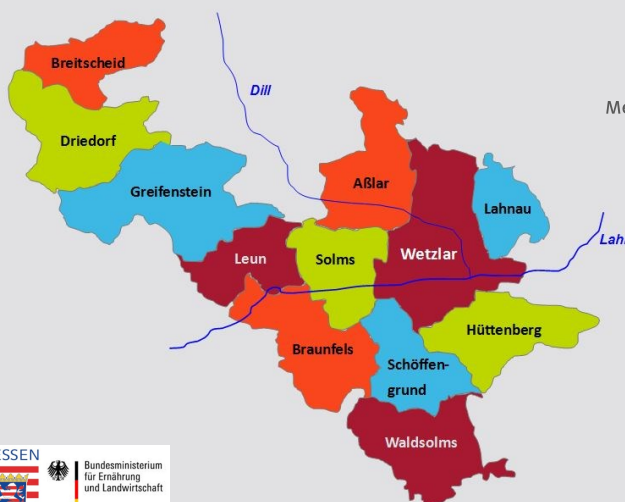 Breitscheid
Dill
Driedorf
Aßlar
Greifenstein
Lahnau
Leun
Solms
Wetzlar
Hüttenberg
Braunfels
Schöffen-
grund
Waldsolms
ESSEN
Bundesministerium
für Ernährung
und Landwirtschaft